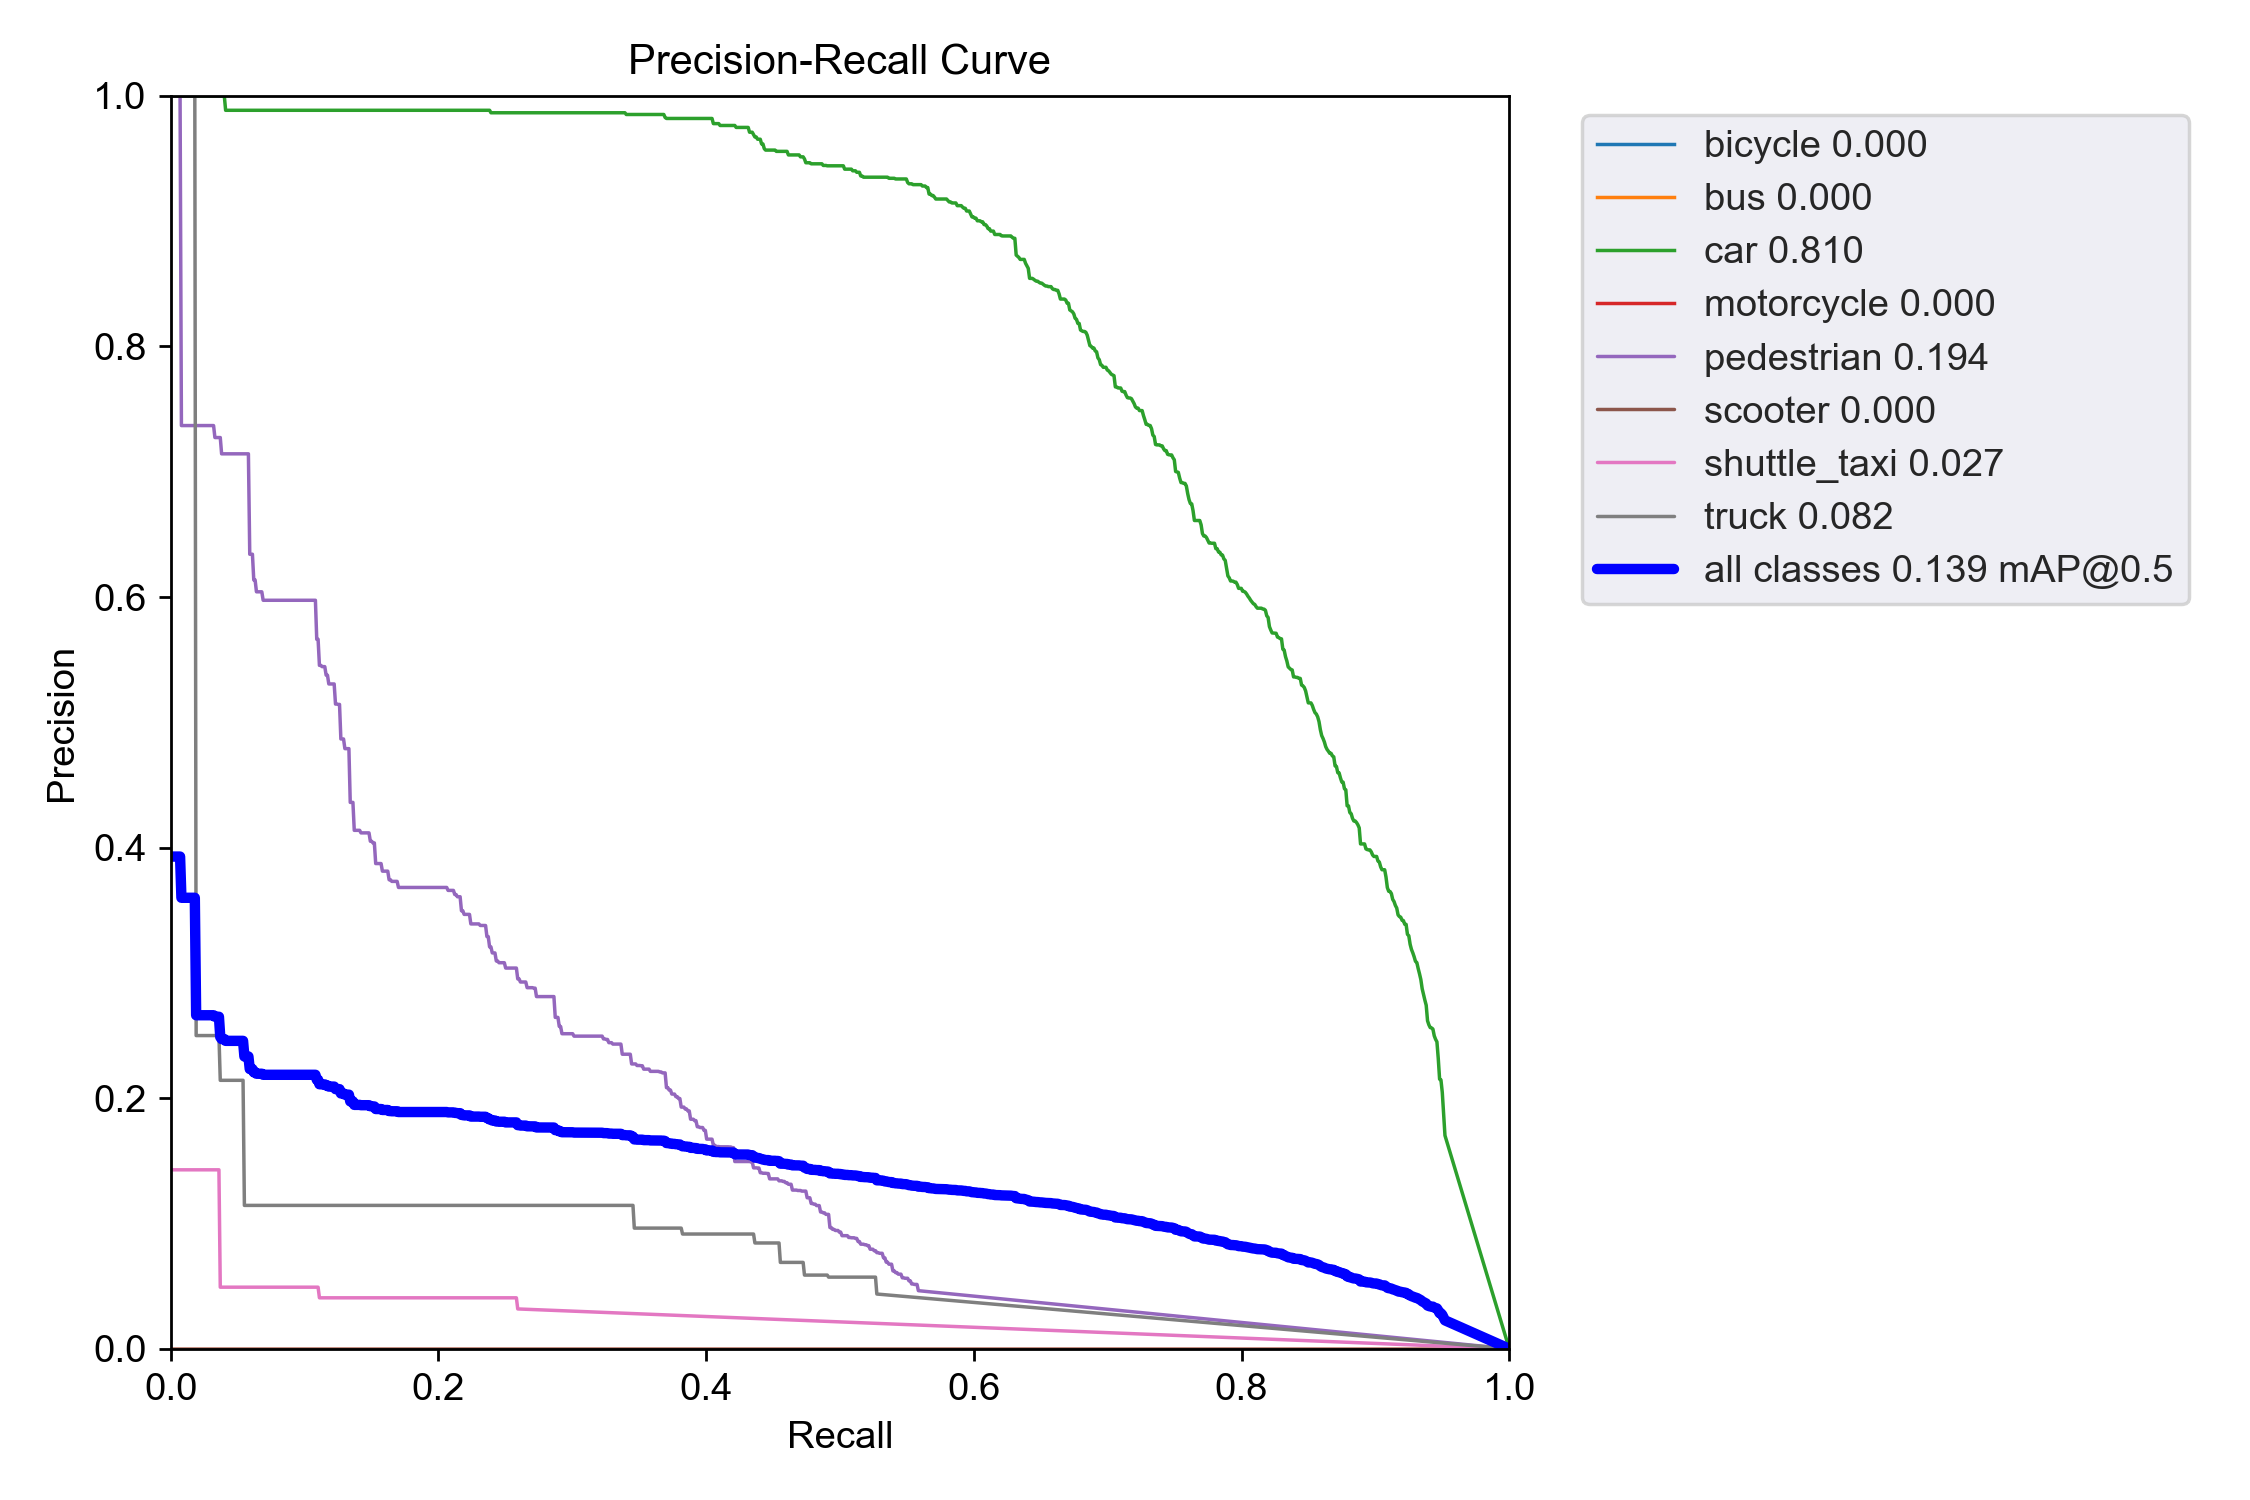 Precision-Recall Curve
1.0
0.8
0.6
0.4
0.2
0.0
Precision
0.0 0.2 0.4 0.6 0.8 1.0
Recall
bicycle 0.000
bus 0.000
car 0.810
motorcycle 0.000
pedestrian 0.194
scooter 0.000
shuttle_taxi 0.027
truck 0.082
all classes 0.139 mAP@0.5